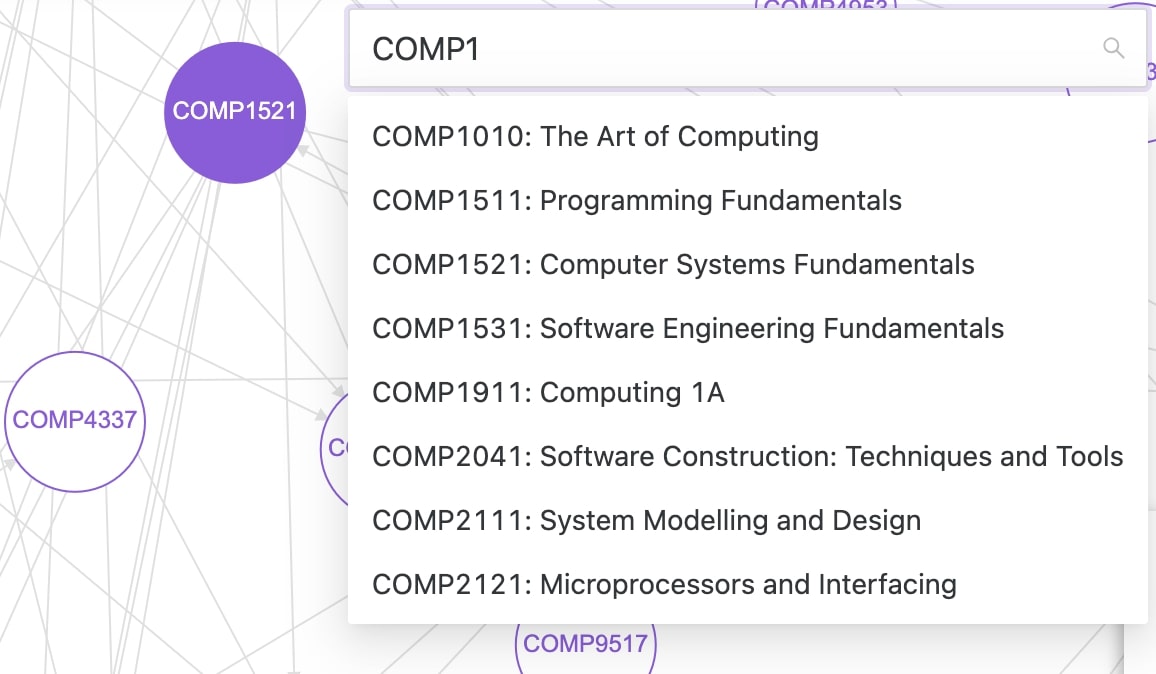 COMP4953
COMP1
COMP1521
COMP1010: The Art of Computing
COMP1511: Programming Fundamentals
COMP1521: Computer Systems Fundamentals
COMP1531: Software Engineering Fundamentals
COMP1911: Computing 1A
COMP4337
COMP2041: Software Construction: Techniques and Tools
COMP2111: System Modelling and Design
COMP2121: Microprocessors and Interfacing
COMP9517